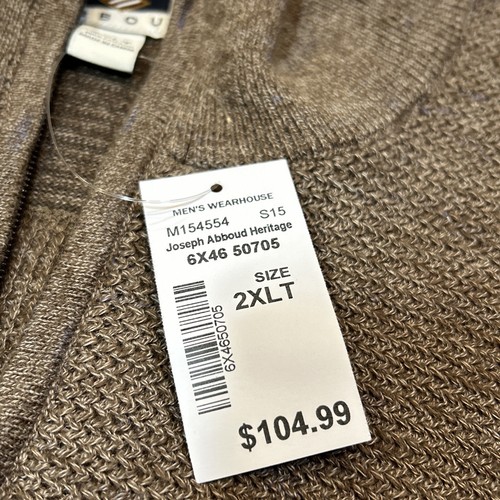 MEN'S WEARHOUSE
M154554 S15
Joseph Abboud Heritage
6X46 50705
SIZE
2XLT
6X4650705
$104.99